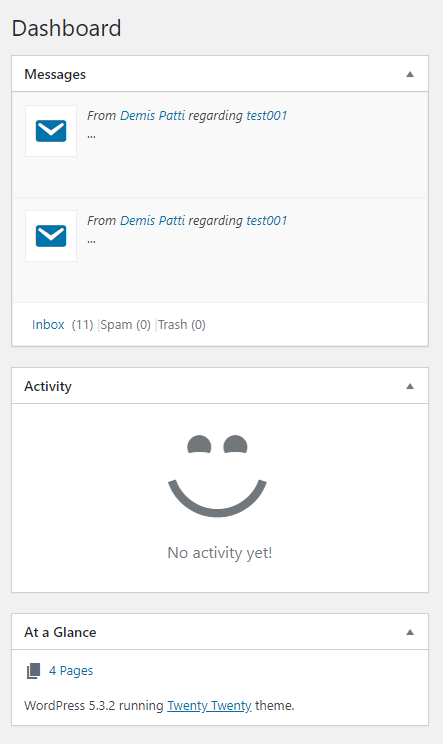 Dashboard
Messages
From Demis Patti regarding test001
...
From Demis Patti regarding test001
...
Inbox (11) |Spam (0) |Trash (0)
Activity
No activity yet!
At a Glance
4 Pages
WordPress 5.3.2 running Twenty Twenty theme.